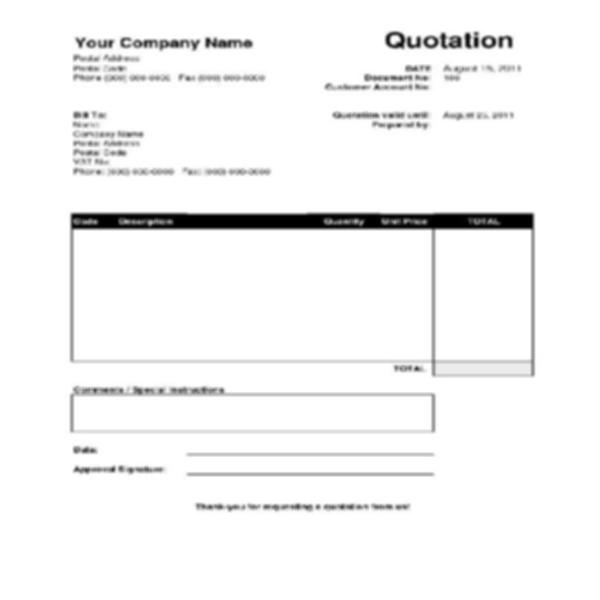 Your Company Name
Quotation
Postal Address
Postal Code
Phone (000) 000-0000 Fax (000) 000-0000
DATE August 15, 2011
Document No: 100
Customer Account No:
Bill To:
Name
Company Name
Postal Address
Postal Code
VAT No
Phone: (000) 000-0000 Fax: (000) 000-0000
Quotation valid until: August 2011
Prepared by:
Code Description Quantity Unit Price TOTAL
TOTAL
Comments / Special Instructions
Date:
Approval Signature:
Thank you for requesting a quotation from us!